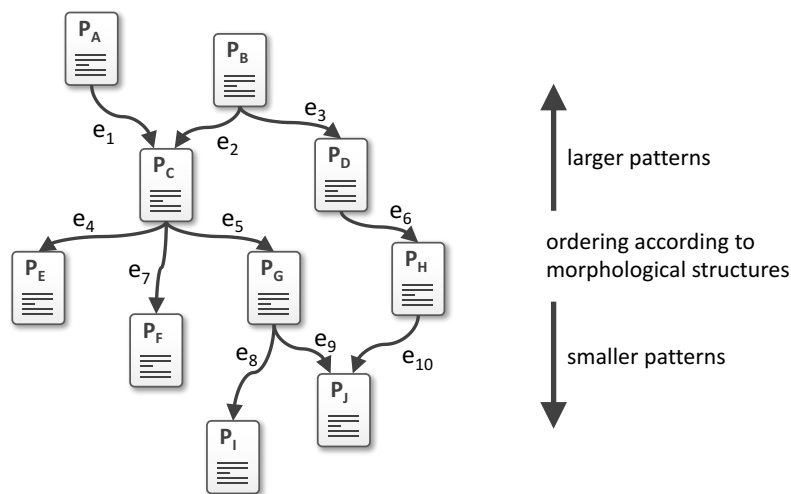 P_A
P_B
e_1
e_2
e_3
P_C
P_D
larger patterns
e_4
e_5
e_6
ordering according to
morphological structures
P_E
e_7
P_G
P_H
P_F
e_8
e_9
e_10
smaller patterns
P_J
P_I